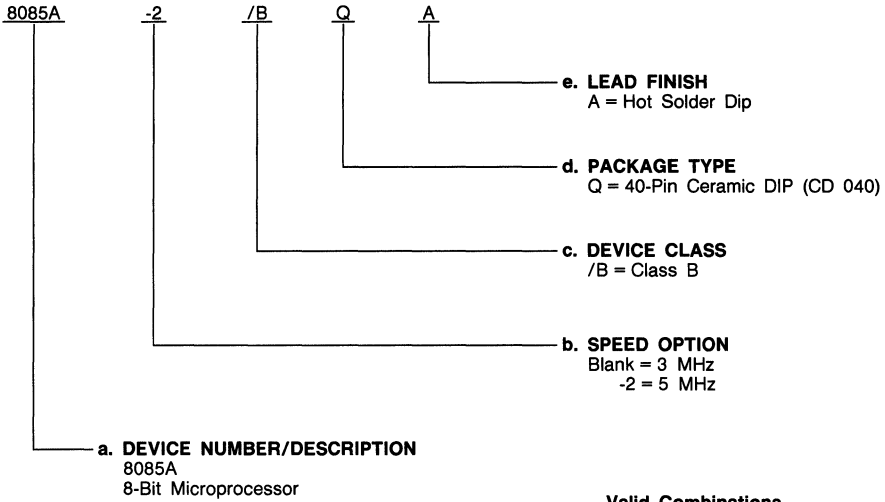 8085A -2 /B Q A
e. LEAD FINISH
A = Hot Solder Dip
d. PACKAGE TYPE
Q = 40-Pin Ceramic DIP (CD 040)
c. DEVICE CLASS
/B = Class B
b. SPEED OPTION
Blank = 3 MHz
-2 = 5 MHz
a. DEVICE NUMBER/DESCRIPTION
8085A
8-Bit Microprocessor
Valid Combinations